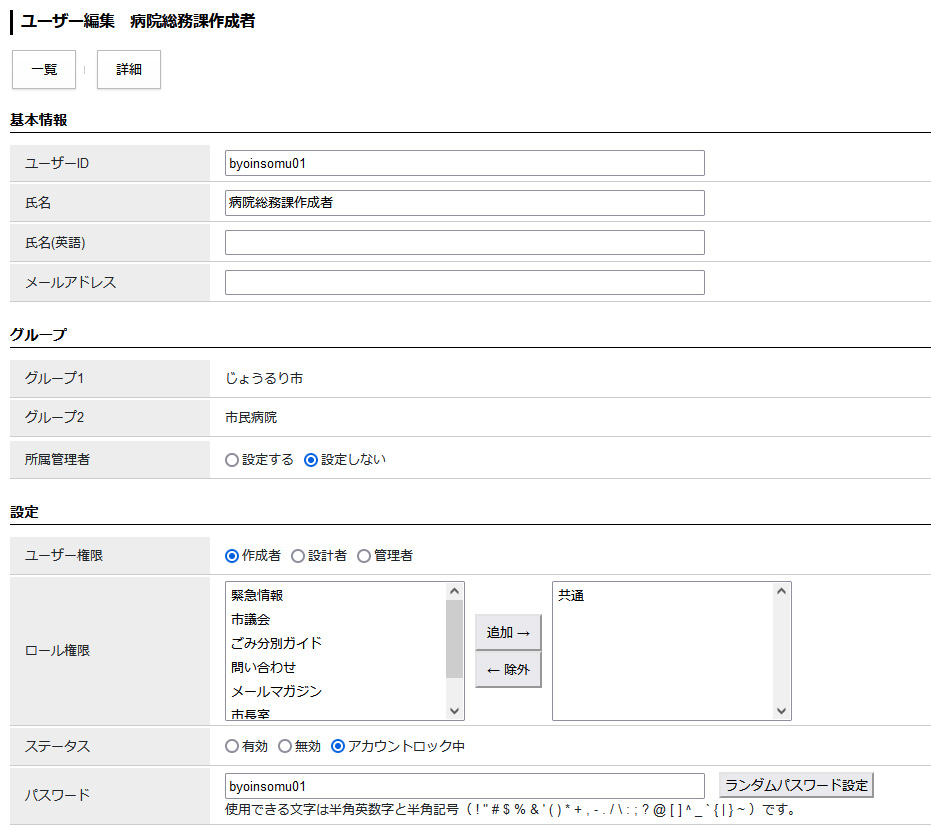 ユーザー編集　病院総務課作成者
一覧
詳細
基本情報
ユーザーID
byoinsomu01
氏名
病院総務課作成者
氏名(英語)
メールアドレス
グループ
グループ1
じょうるり市
グループ2
市民病院
所属管理者
設定する 設定しない
設定
ユーザー権限
作成者 設計者 管理者
ロール権限
緊急情報
市議会
ごみ分別ガイド
問い合わせ
メールマガジン
市長室
追加 →
← 除外
共通
ステータス
有効 無効 アカウントロック中
パスワード
byoinsomu01
ランダムパスワード設定
使用できる文字は半角英数字と半角記号（ ! " # $ % & ' ( ) * + , - . / \ : ; ? @ [ ] ^ _ ` { | } ~ ）です。